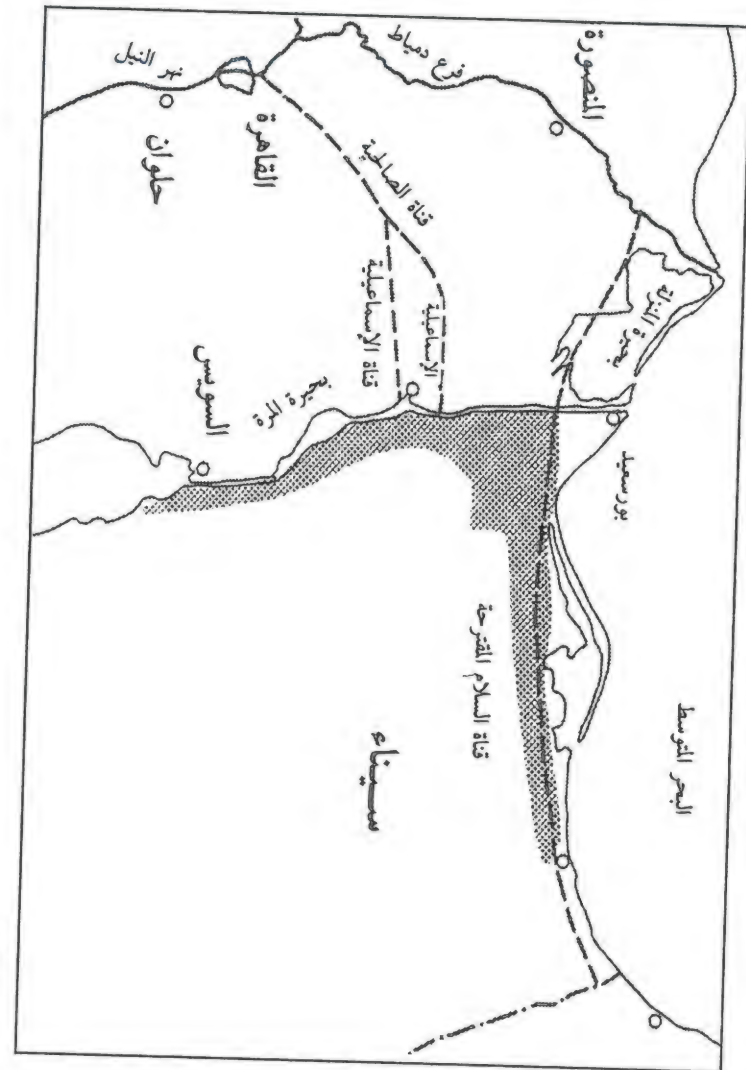 البحر المتوسط
المنصورة
فرع دمياط
نهر النيل
بحيرة المنزلة
بورسعيد
القاهرة
حلوان
قناة الصالحية
الإسماعيلية
قناة الإسماعيلية
بحيرة المرة
السويس
قناة السلام المقترحة
سيناء